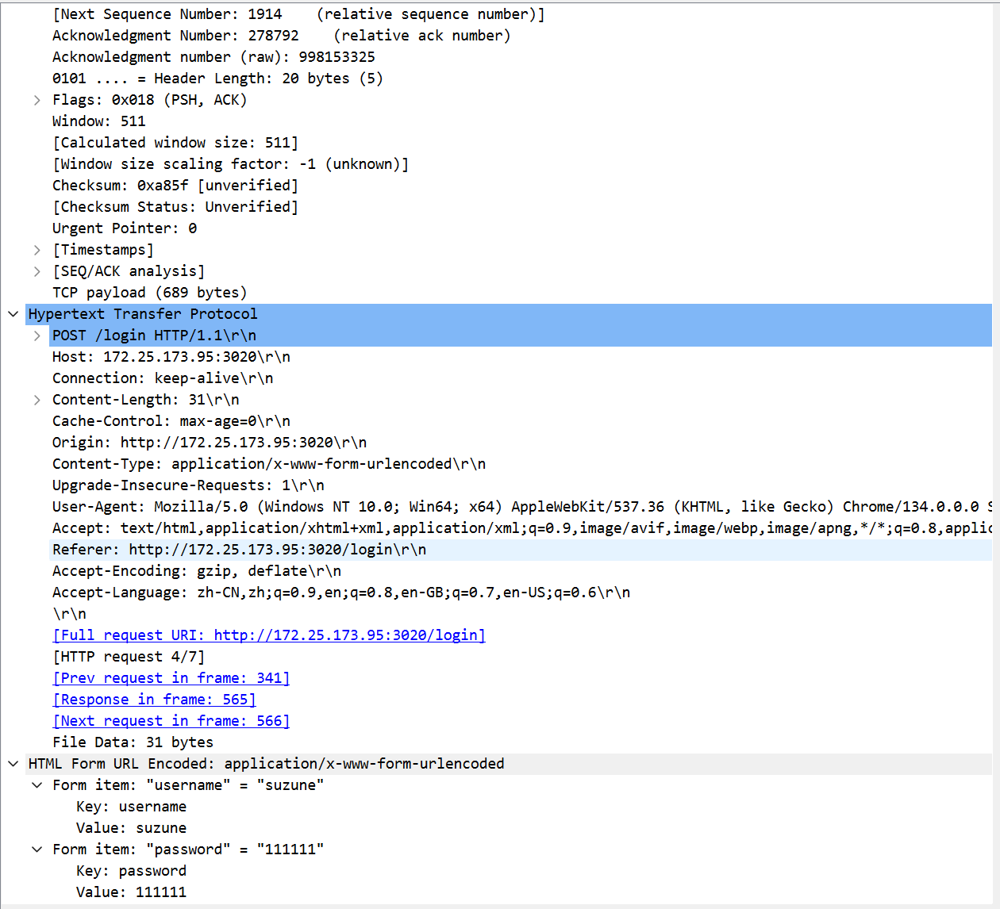 [Next Sequence Number: 1914    (relative sequence number)]
Acknowledgment Number: 278792    (relative ack number)
Acknowledgment number (raw): 998153325
0101 .... = Header Length: 20 bytes (5)
Flags: 0x018 (PSH, ACK)
Window: 511
[Calculated window size: 511]
[Window size scaling factor: -1 (unknown)]
Checksum: 0xa85f [unverified]
[Checksum Status: Unverified]
Urgent Pointer: 0
[Timestamps]
[SEQ/ACK analysis]
TCP payload (689 bytes)
Hypertext Transfer Protocol
POST /login HTTP/1.1\r\n
Host: 172.25.173.95:3020\r\n
Connection: keep-alive\r\n
Content-Length: 31\r\n
Cache-Control: max-age=0\r\n
Origin: http://172.25.173.95:3020\r\n
Content-Type: application/x-www-form-urlencoded\r\n
Upgrade-Insecure-Requests: 1\r\n
User-Agent: Mozilla/5.0 (Windows NT 10.0; Win64; x64) AppleWebKit/537.36 (KHTML, like Gecko) Chrome/134.0.0.0 S
Accept: text/html,application/xhtml+xml,application/xml;q=0.9,image/avif,image/webp,image/apng,*/*;q=0.8,applic
Referer: http://172.25.173.95:3020/login\r\n
Accept-Encoding: gzip, deflate\r\n
Accept-Language: zh-CN,zh;q=0.9,en;q=0.8,en-GB;q=0.7,en-US;q=0.6\r\n
\r\n
[Full request URI: http://172.25.173.95:3020/login]
[HTTP request 4/7]
[Prev request in frame: 341]
[Response in frame: 565]
[Next request in frame: 566]
File Data: 31 bytes
HTML Form URL Encoded: application/x-www-form-urlencoded
Form item: "username" = "suzune"
Key: username
Value: suzune
Form item: "password" = "111111"
Key: password
Value: 111111